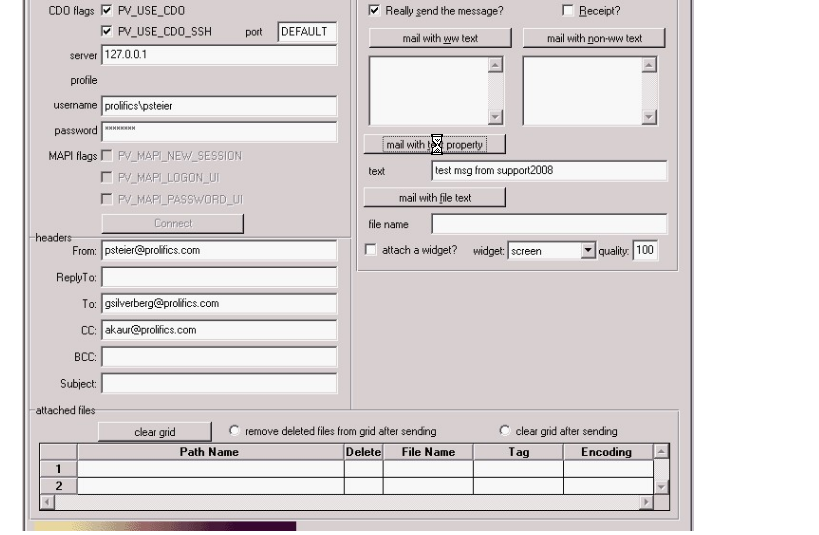 CDO flags PV_USE_CDO
PV_USE_CDO_SSH port DEFAULT
server 127.0.0.1
profile
username prolifics\psteier
password ********
MAPI flags PV_MAPI_NEW_SESSION
PV_MAPI_LOGON_UI
PV_MAPI_PASSWORD_UI
Connect
Really send the message? Receipt?
mail with ww text mail with non-ww text
mail with text property
text test msg from support2008
mail with file text
file name
attach a widget? widget: screen quality: 100
headers
From: psteier@prolifics.com
ReplyTo:
To: gsilverberg@prolifics.com
CC: akaur@prolifics.com
BCC:
Subject:
attached files
clear grid remove deleted files from grid after sending clear grid after sending
Path Name Delete File Name Tag Encoding
1
2